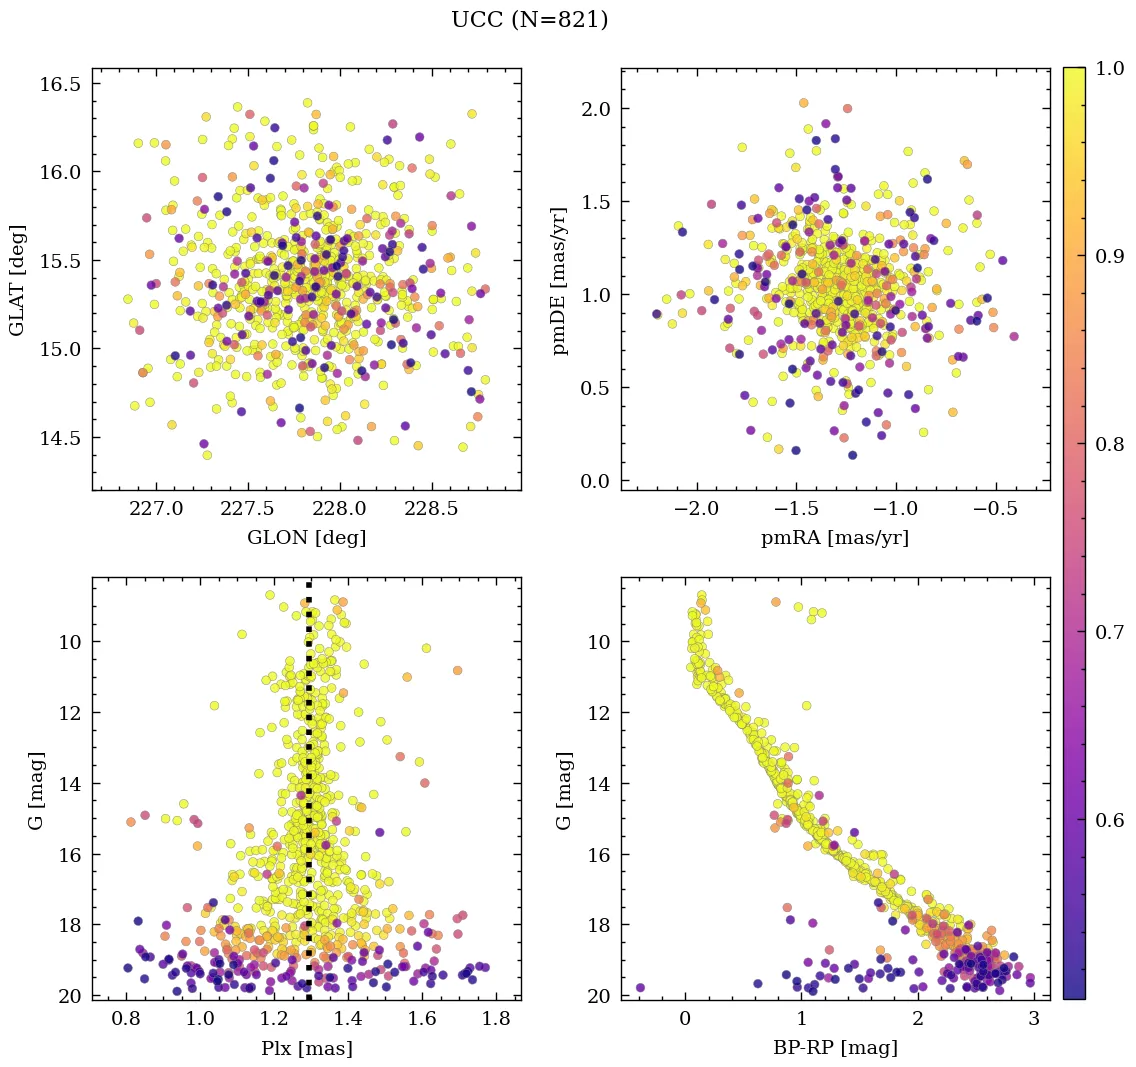 UCC (N=821)
16.5
16.0
15.5
15.0
14.5
GLAT [deg]
227.0 227.5 228.0 228.5
GLON [deg]
2.0
1.5
1.0
0.5
0.0
pmDE [mas/yr]
−2.0 −1.5 −1.0 −0.5
pmRA [mas/yr]
1.0
0.9
0.8
0.7
0.6
10
12
14
16
18
20
G [mag]
0.8 1.0 1.2 1.4 1.6 1.8
Plx [mas]
10
12
14
16
18
20
G [mag]
0 1 2 3
BP-RP [mag]